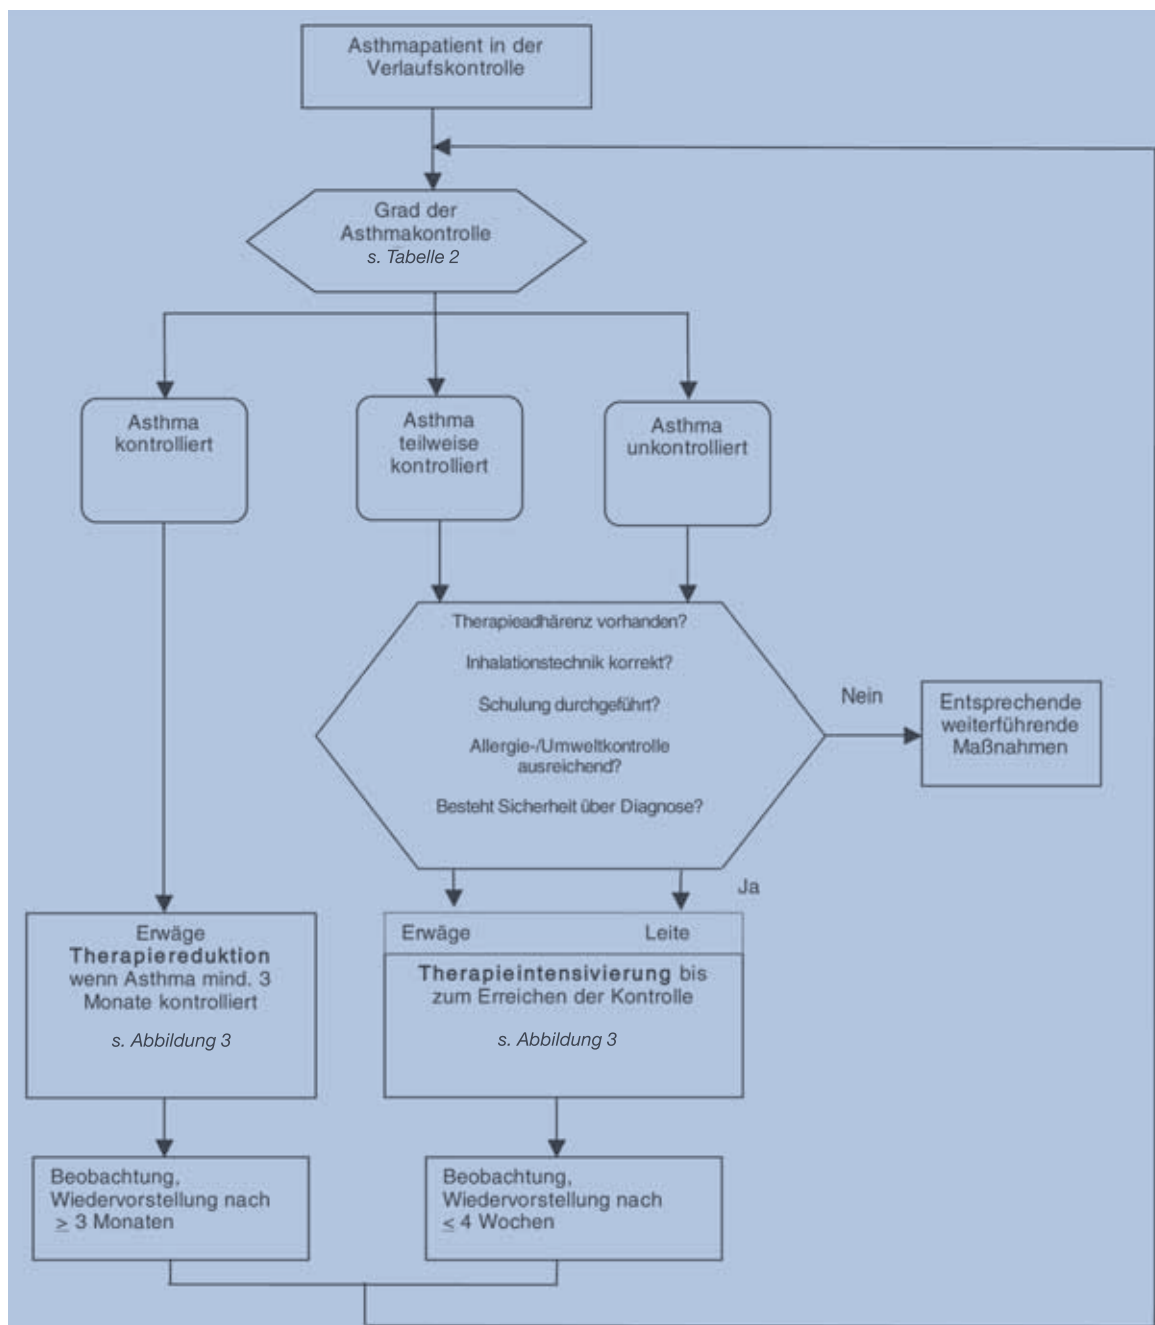 Asthmapatient in der
Verlaufskontrolle
Grad der
Asthmakontrolle
s. Tabelle 2
Asthma
kontrolliert
Asthma
teilweise
kontrolliert
Asthma
unkontrolliert
Therapieadhärenz vorhanden?
Inhalationstechnik korrekt?
Schulung durchgeführt?
Allergie-/Umweltkontrolle
ausreichend?
Besteht Sicherheit über Diagnose?
Nein
Entsprechende
weiterführende
Maßnahmen
Ja
Erwäge
Therapiereduktion
wenn Asthma mind. 3
Monate kontrolliert
s. Abbildung 3
Erwäge Leite
Therapieintensivierung bis
zum Erreichen der Kontrolle
s. Abbildung 3
Beobachtung,
Wiedervorstellung nach
≥ 3 Monaten
Beobachtung,
Wiedervorstellung nach
≤ 4 Wochen